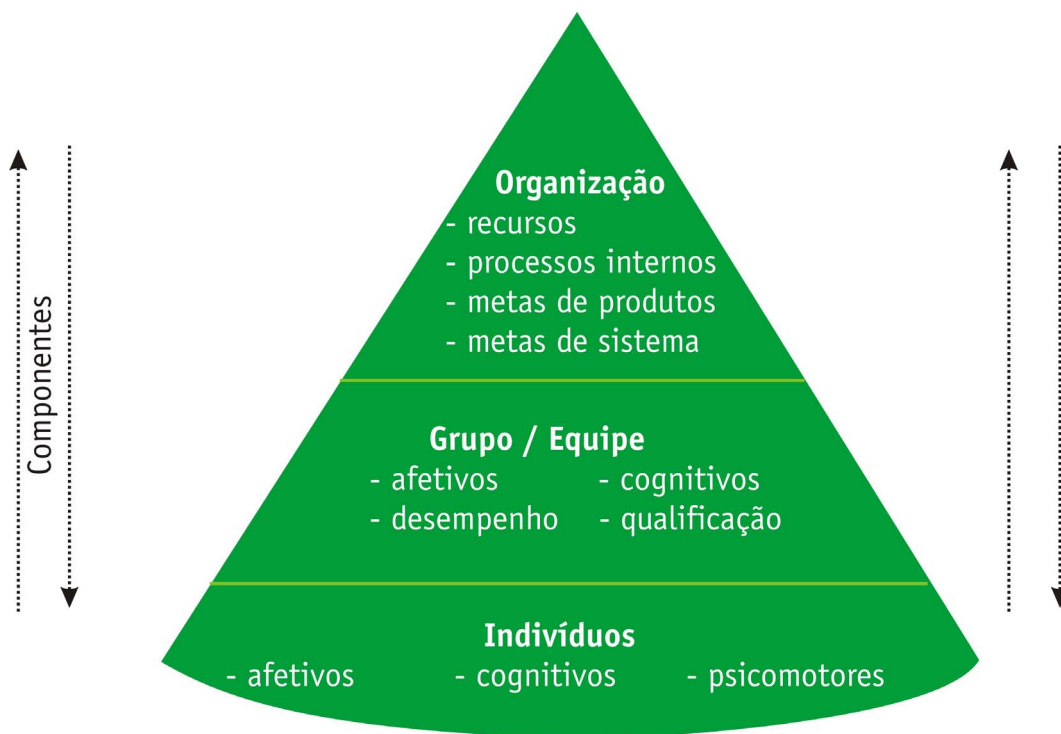 Componentes
Organização
- recursos
- processos internos
- metas de produtos
- metas de sistema
Grupo / Equipe
- afetivos - cognitivos
- desempenho - qualificação
Indivíduos
- afetivos - cognitivos - psicomotores